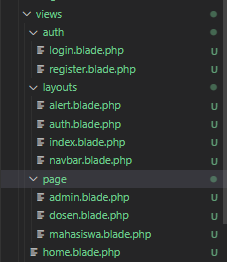 views
auth
login.blade.php U
register.blade.php U
layouts
alert.blade.php U
auth.blade.php U
index.blade.php U
navbar.blade.php U
page
admin.blade.php U
dosen.blade.php U
mahasiswa.blade.php U
home.blade.php U